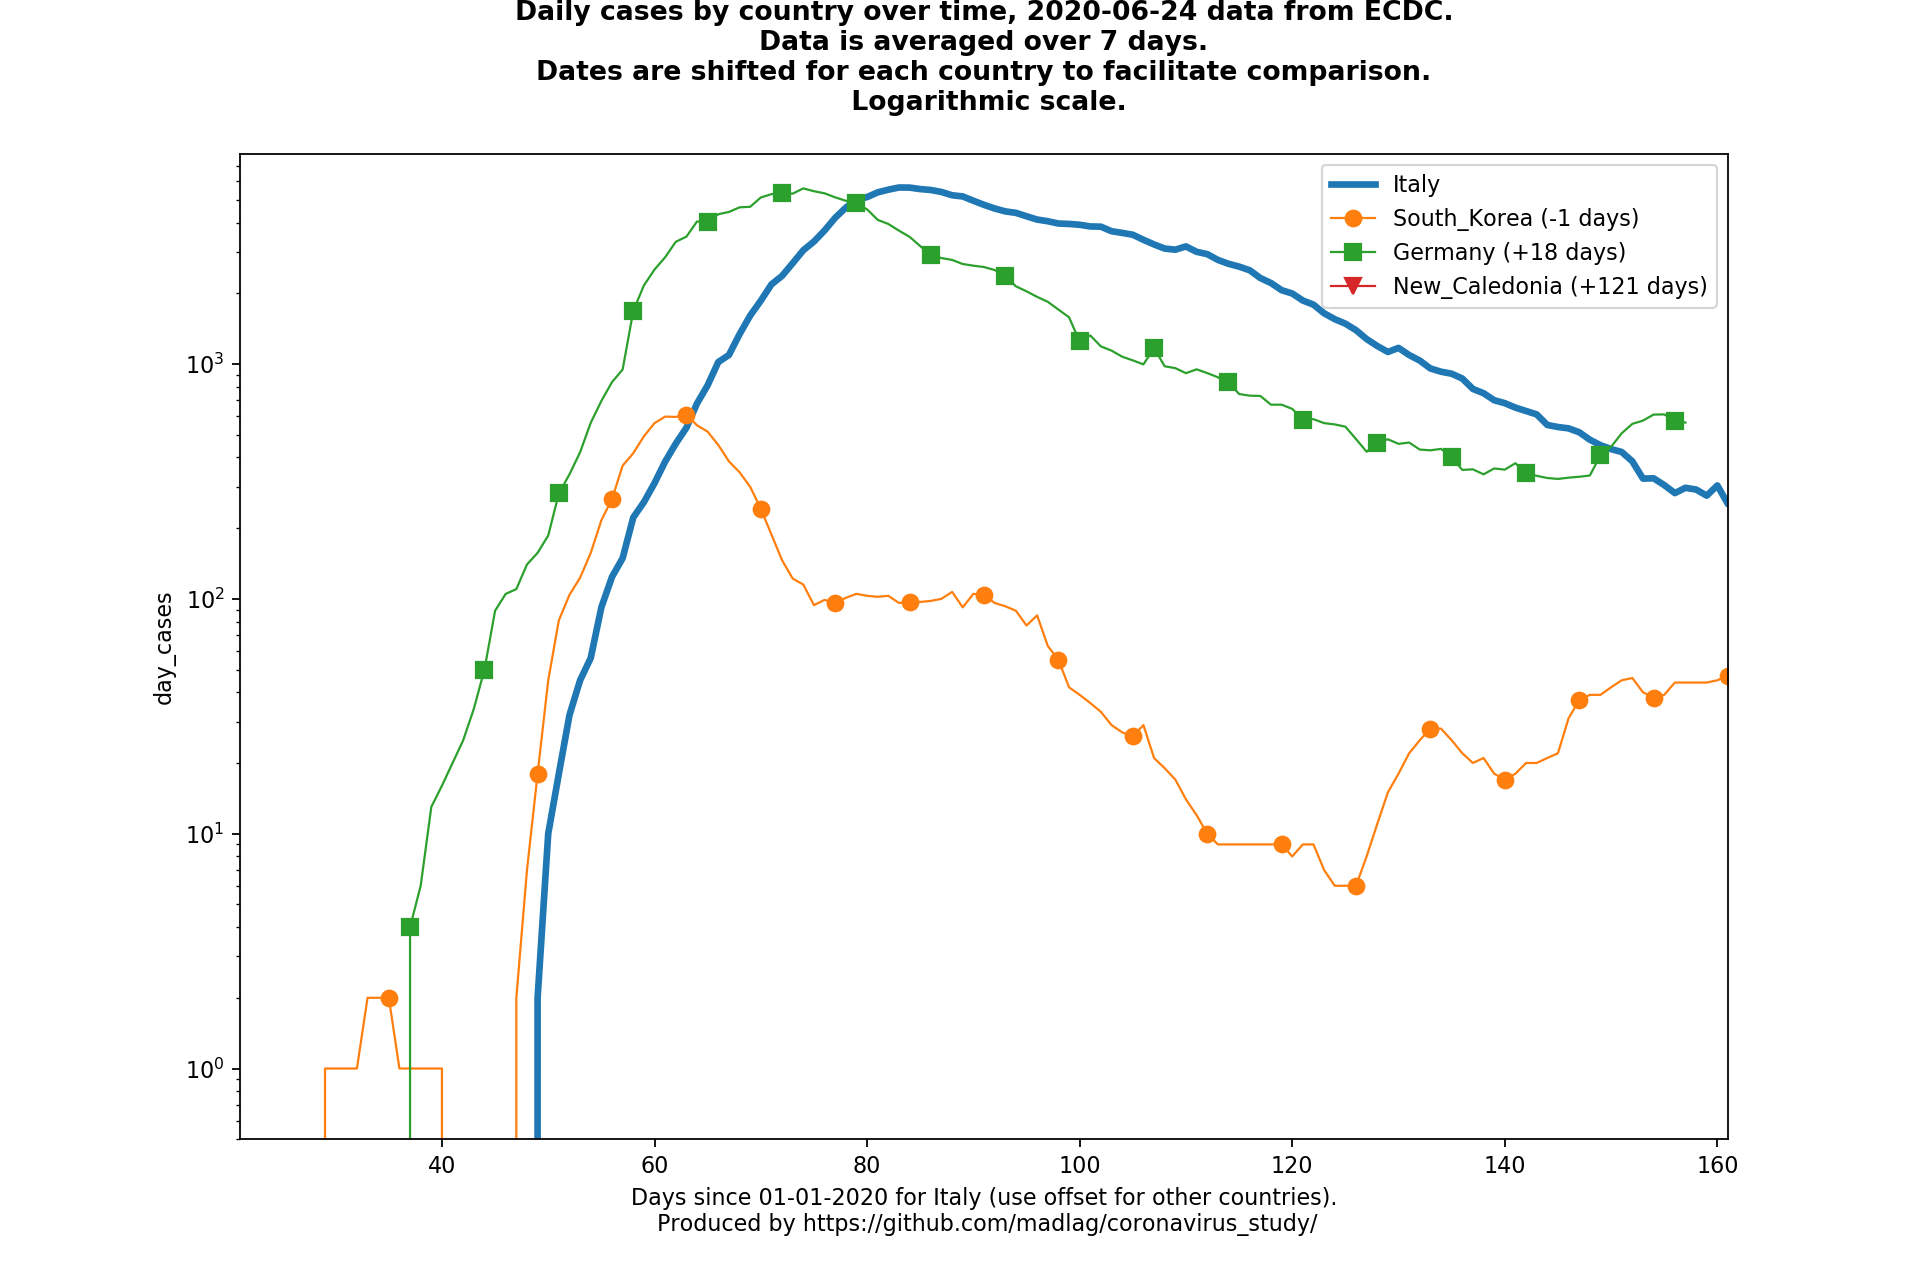 Daily cases by country over time, 2020-06-24 data from ECDC.
Data is averaged over 7 days.
Dates are shifted for each country to facilitate comparison.
Logarithmic scale.
Italy
South_Korea (-1 days)
Germany (+18 days)
New_Caledonia (+121 days)
10³
10²
10¹
10⁰
day_cases
40 60 80 100 120 140 160
Days since 01-01-2020 for Italy (use offset for other countries).
Produced by https://github.com/madlag/coronavirus_study/